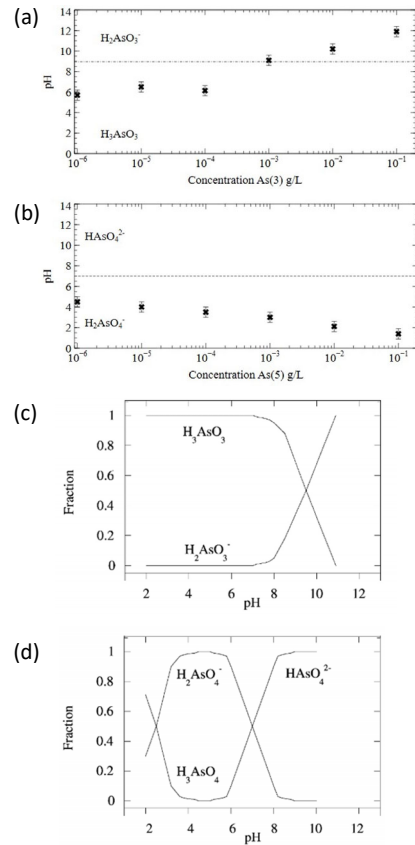 (a)
14
12
10
8
6
4
2
0
pH
H₂AsO₃⁻
H₃AsO₃
10⁻⁶ 10⁻⁵ 10⁻⁴ 10⁻³ 10⁻² 10⁻¹
Concentration As(3) g/L
(b)
14
12
10
8
6
4
2
0
pH
HAsO₄²⁻
H₂AsO₄⁻
10⁻⁶ 10⁻⁵ 10⁻⁴ 10⁻³ 10⁻² 10⁻¹
Concentration As(5) g/L
(c)
1
0.8
0.6
0.4
0.2
0
Fraction
H₃AsO₃
H₂AsO₃⁻
2 4 6 8 10 12
pH
(d)
1
0.8
0.6
0.4
0.2
0
Fraction
H₂AsO₄⁻ HAsO₄²⁻
H₃AsO₄
2 4 6 8 10 12
pH